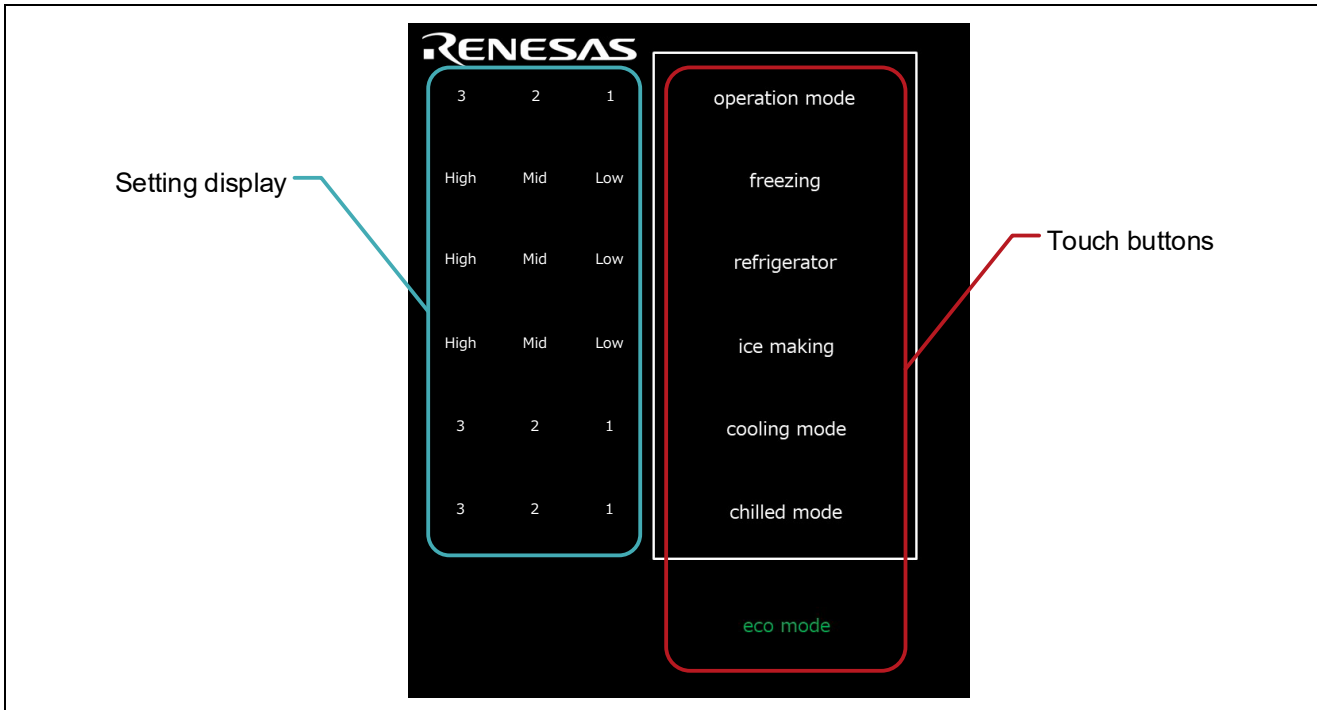 RENESAS
3 2 1 operation mode
Setting display
High Mid Low freezing
Touch buttons
High Mid Low refrigerator
High Mid Low ice making
3 2 1 cooling mode
3 2 1 chilled mode
eco mode